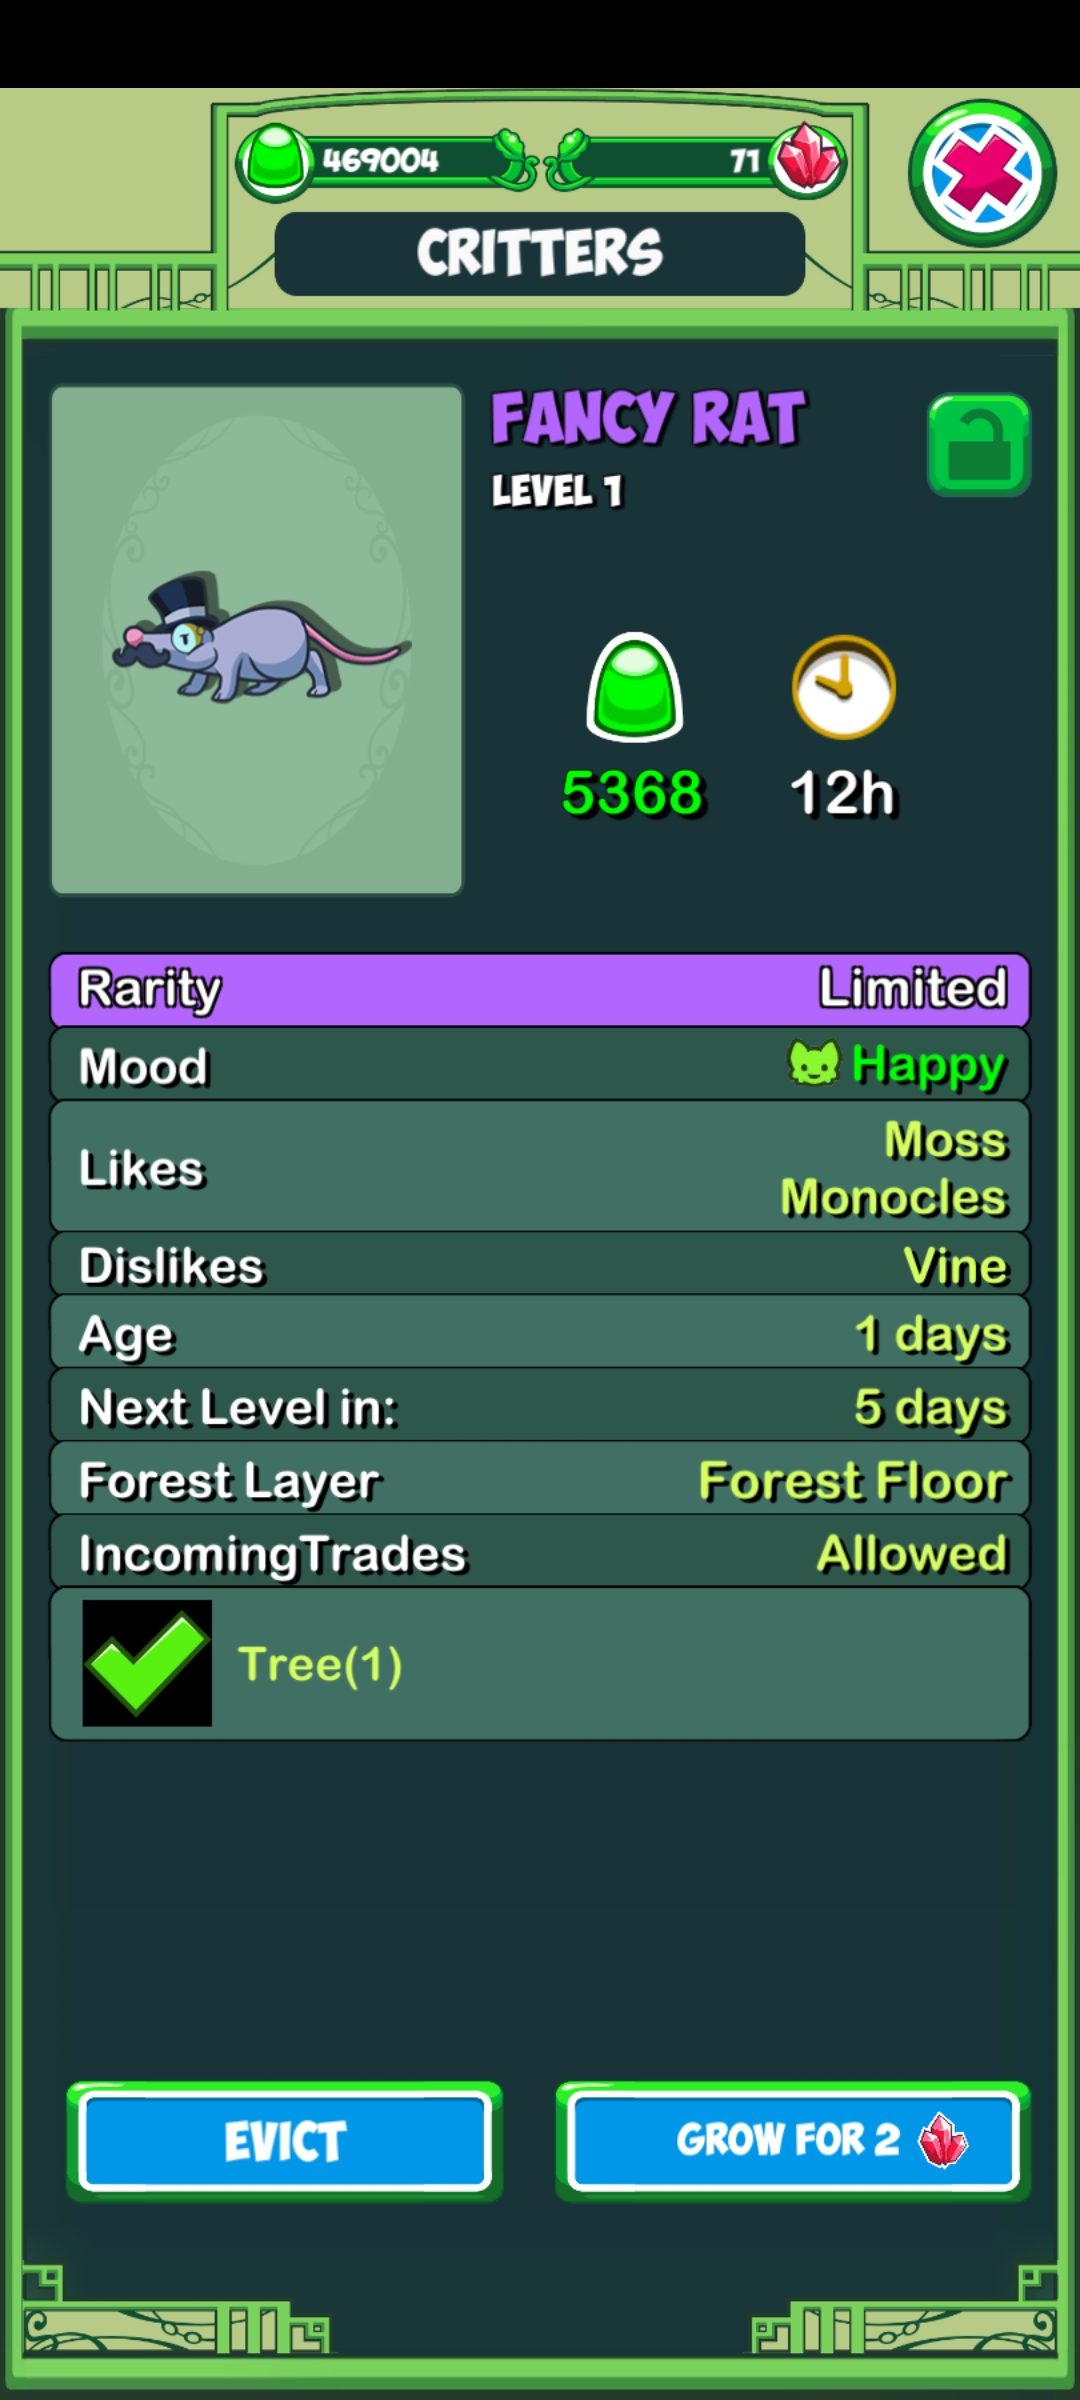 469004
71
CRITTERS
FANCY RAT
LEVEL 1
5368
12h
Rarity Limited
Mood Happy
Likes Moss
Monocles
Dislikes Vine
Age 1 days
Next Level in: 5 days
Forest Layer Forest Floor
IncomingTrades Allowed
Tree(1)
EVICT
GROW FOR 2